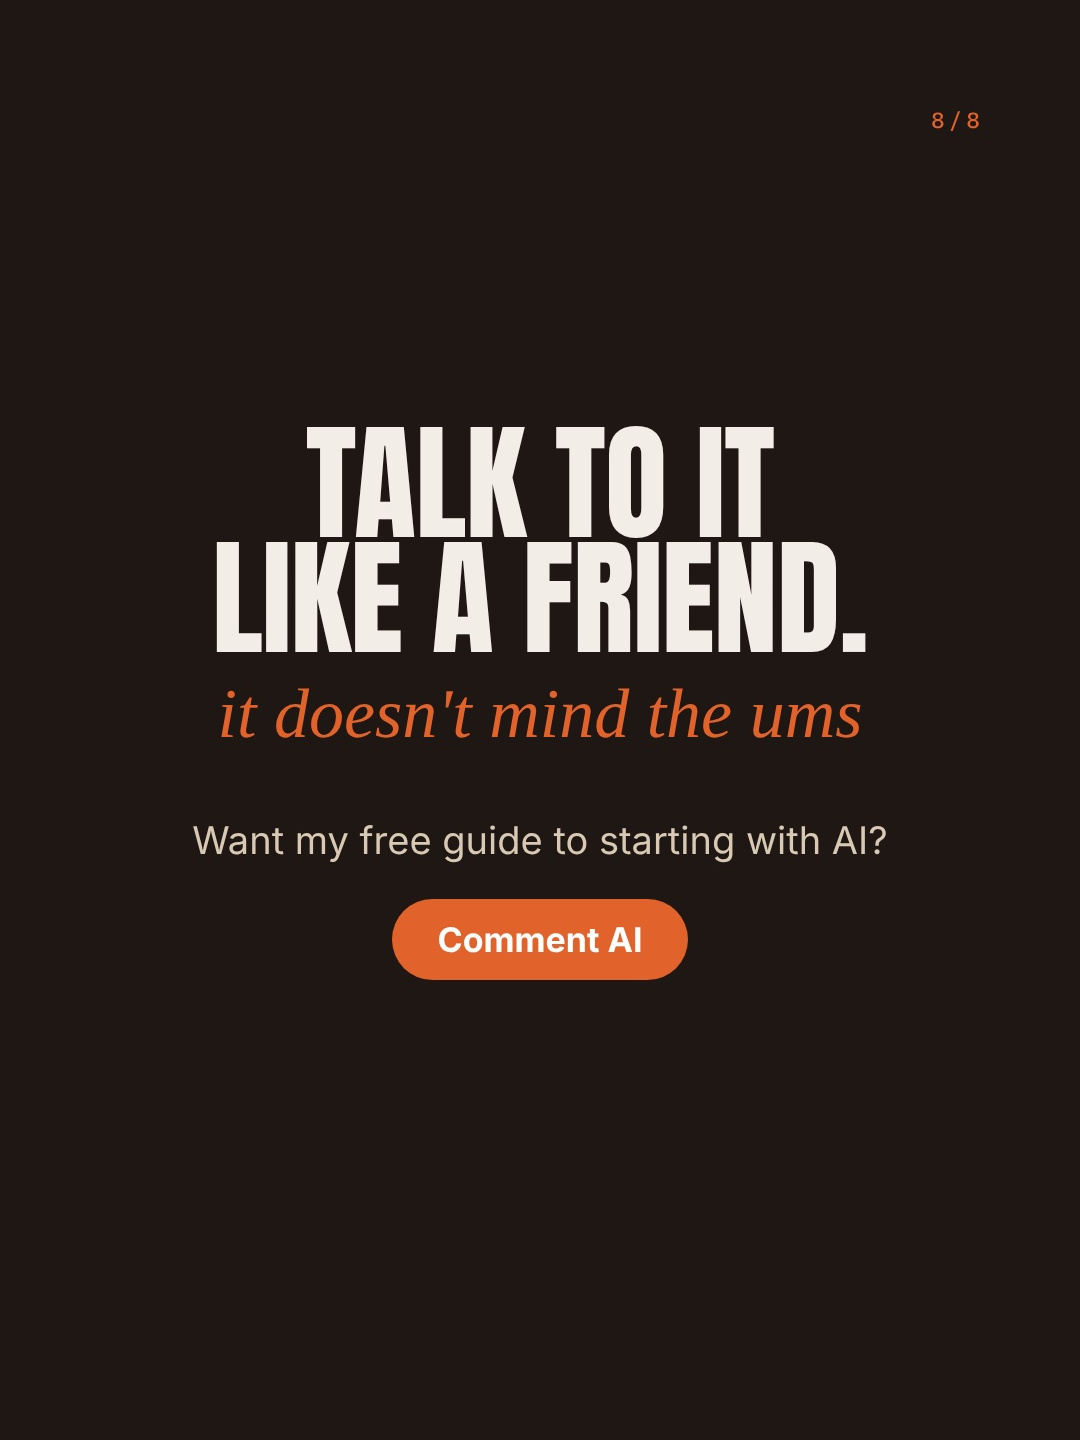 8 / 8
TALK TO IT
LIKE A FRIEND.
it doesn't mind the ums
Want my free guide to starting with AI?
Comment AI